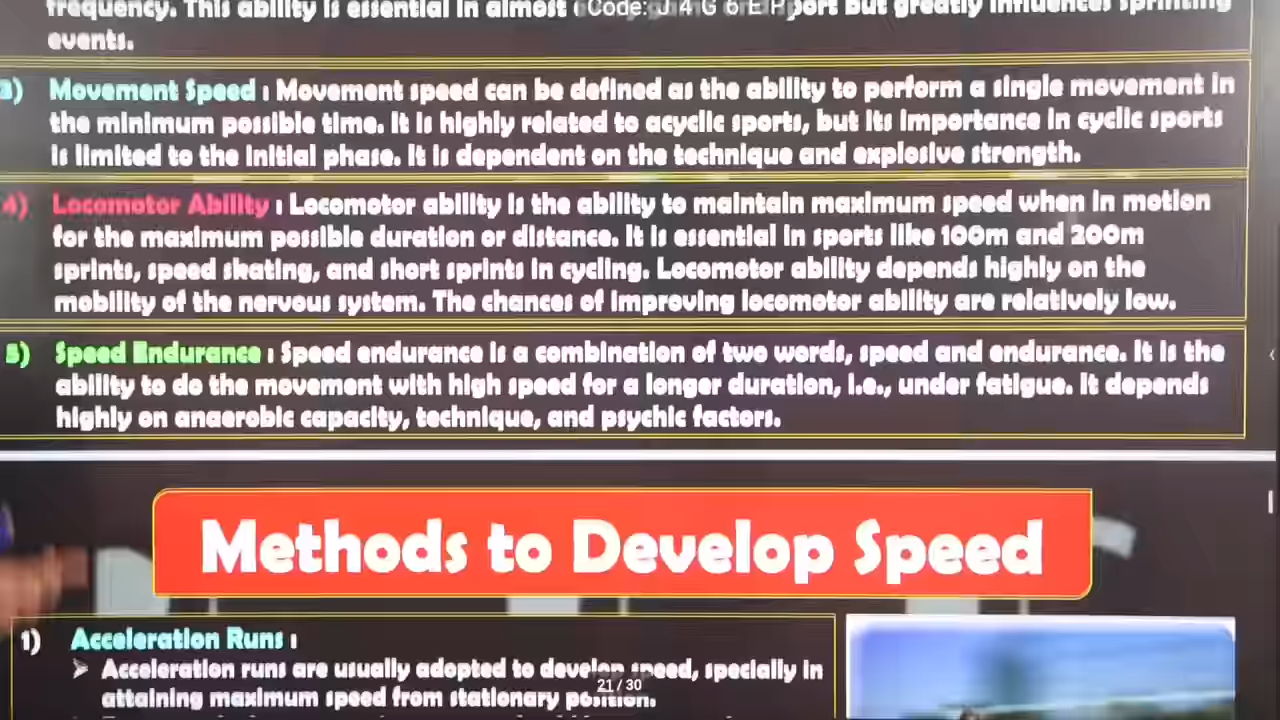 frequency. This ability is essential in almost
Code: J 4 G 6 E P
port but greatly influences sprinting
events.
3) Movement Speed : Movement speed can be defined as the ability to perform a single movement in
the minimum possible time. It is highly related to acyclic sports, but its importance in cyclic sports
is limited to the initial phase. It is dependent on the technique and explosive strength.
4) Locomotor Ability : Locomotor ability is the ability to maintain maximum speed when in motion
for the maximum possible duration or distance. It is essential in sports like 100m and 200m
sprints, speed skating, and short sprints in cycling. Locomotor ability depends highly on the
mobility of the nervous system. The chances of improving locomotor ability are relatively low.
5) Speed Endurance : Speed endurance is a combination of two words, speed and endurance. It is the
ability to do the movement with high speed for a longer duration, i.e., under fatigue. It depends
highly on anaerobic capacity, technique, and psychic factors.
Methods to Develop Speed
1) Acceleration Runs :
➢ Acceleration runs are usually adopted to develop speed, specially in
attaining maximum speed from stationary position.
21 / 30